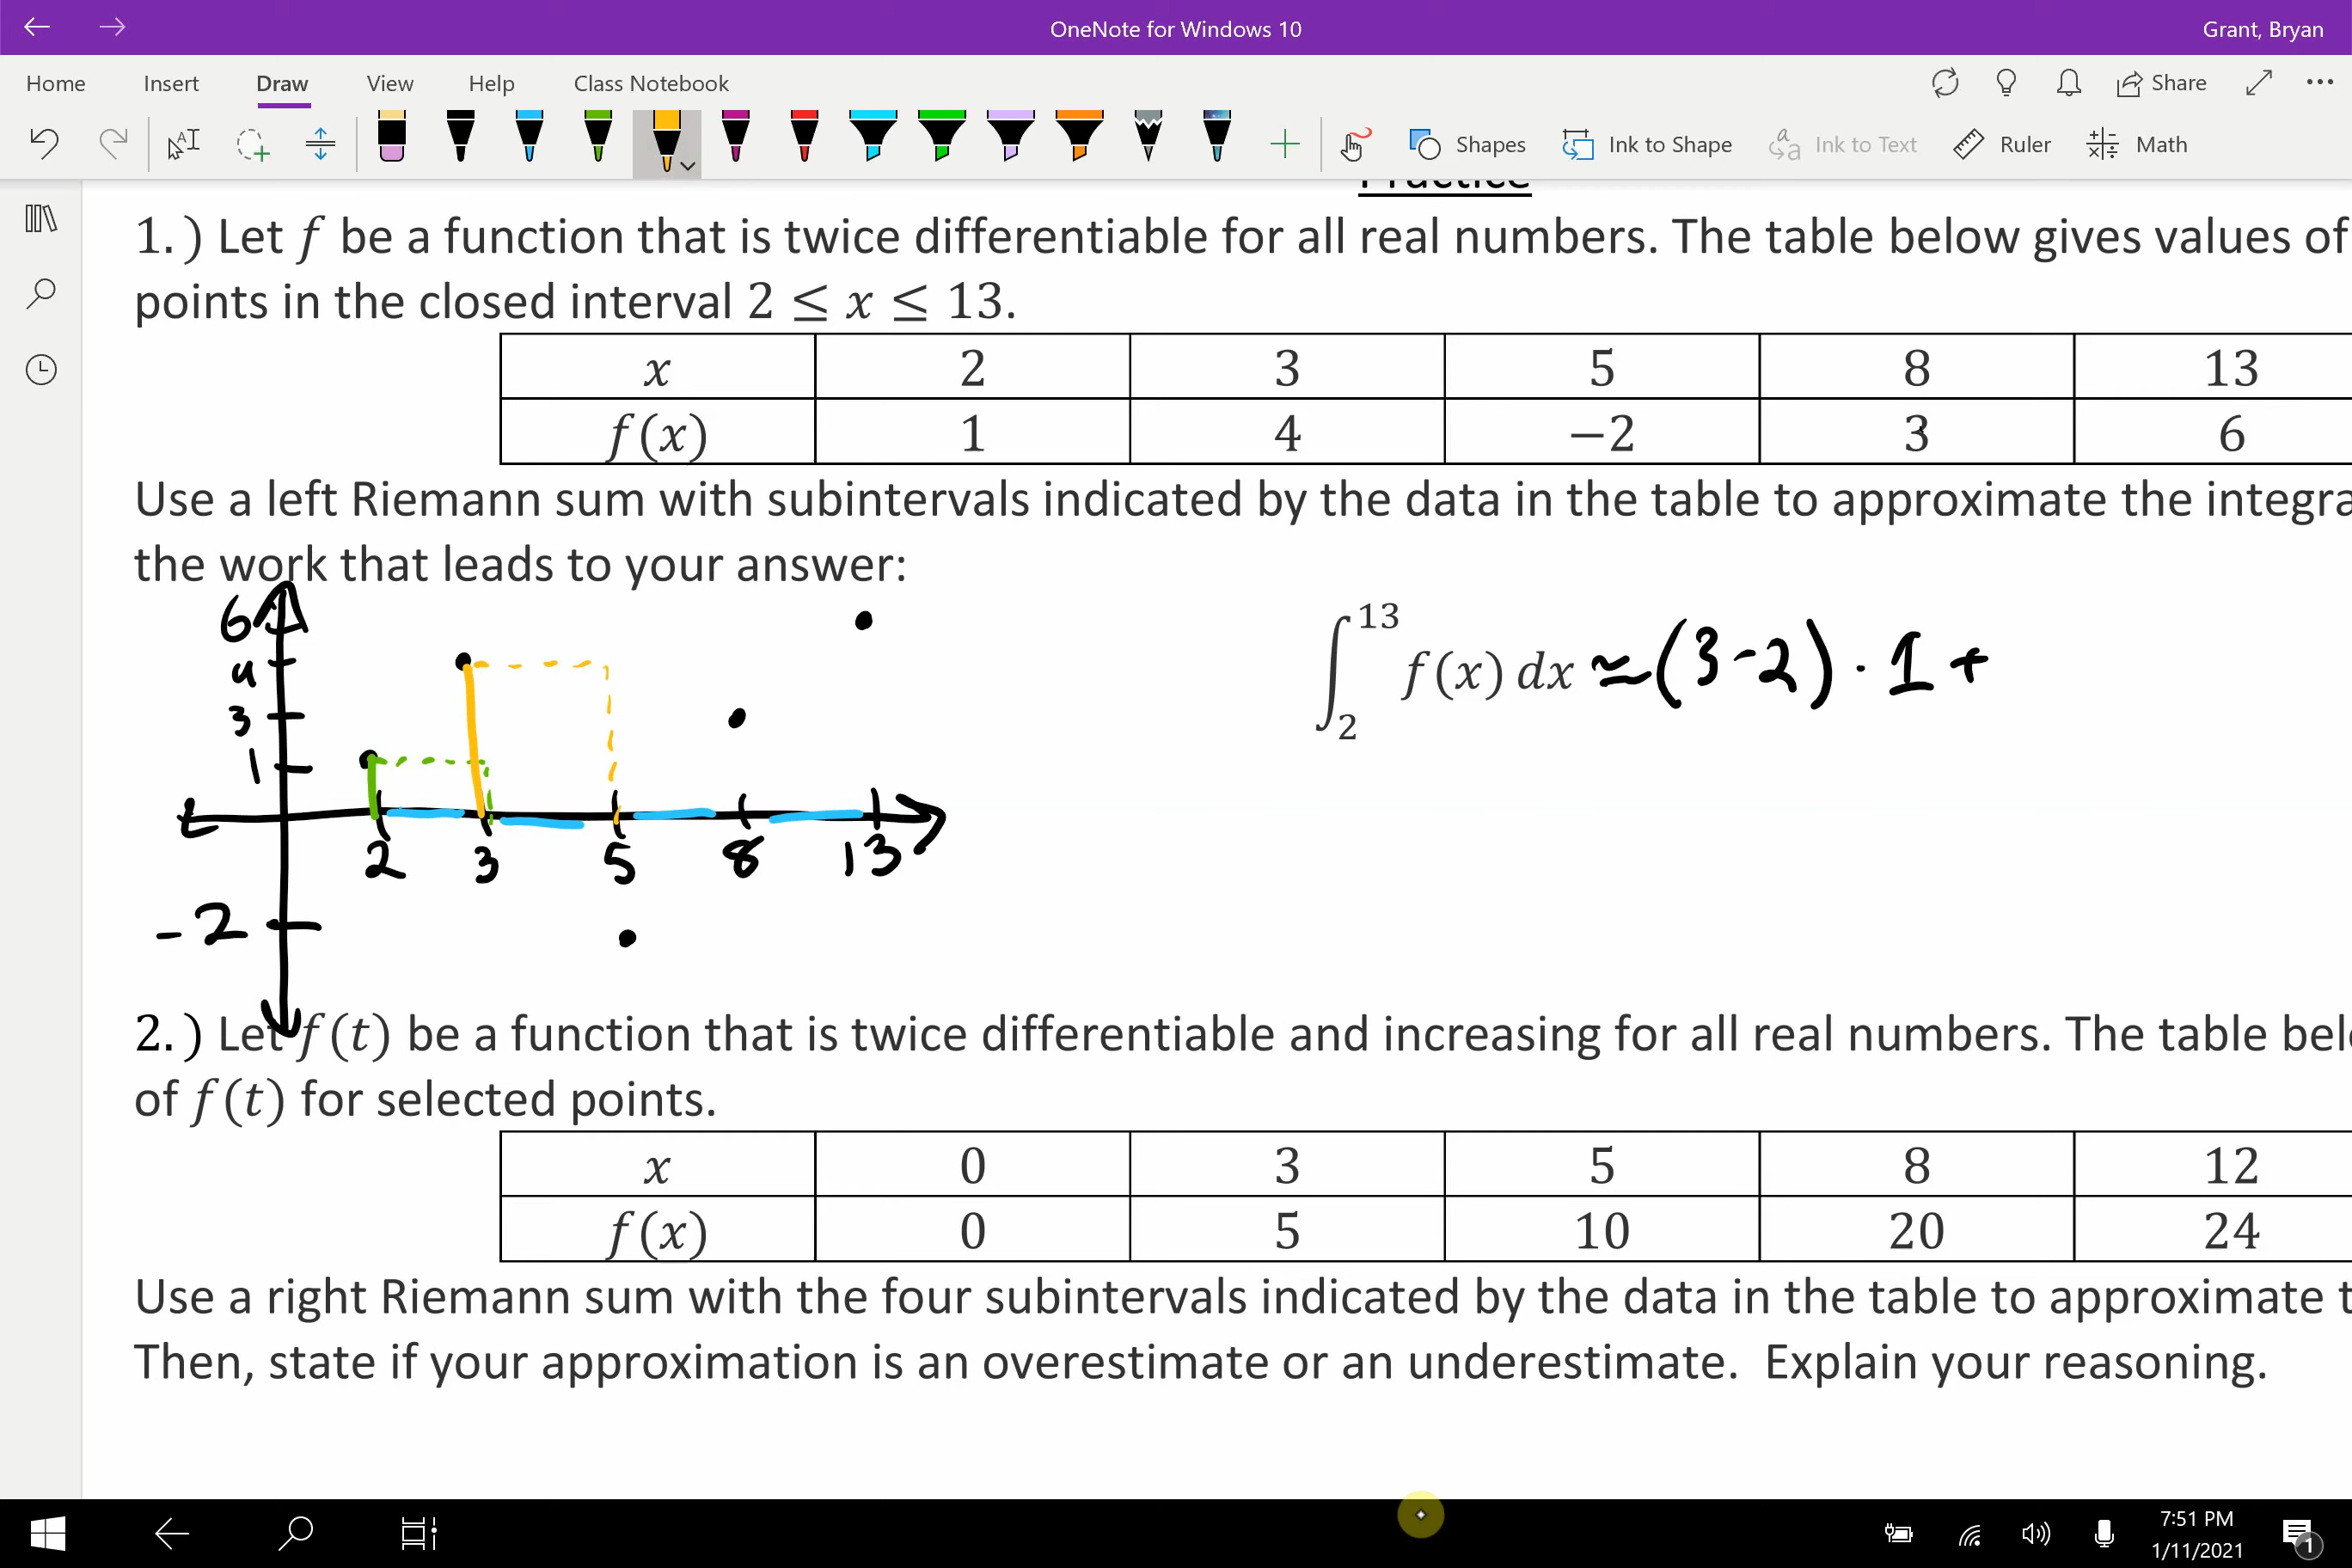 OneNote for Windows 10
Grant, Bryan
Home Insert Draw View Help Class Notebook Share
Shapes Ink to Shape Ink to Text Ruler Math
Practice
1.) Let f be a function that is twice differentiable for all real numbers. The table below gives values of
points in the closed interval 2 ≤ x ≤ 13.
x 2 3 5 8 13
f(x) 1 4 −2 3 6
Use a left Riemann sum with subintervals indicated by the data in the table to approximate the integra
the work that leads to your answer:
6
4
3
1
2 3 5 8 13
-2
∫₂¹³ f(x) dx ≈ (3-2) · 1 +
2.) Let f(t) be a function that is twice differentiable and increasing for all real numbers. The table bel
of f(t) for selected points.
x 0 3 5 8 12
f(x) 0 5 10 20 24
Use a right Riemann sum with the four subintervals indicated by the data in the table to approximate t
Then, state if your approximation is an overestimate or an underestimate. Explain your reasoning.
7:51 PM
1/11/2021
1